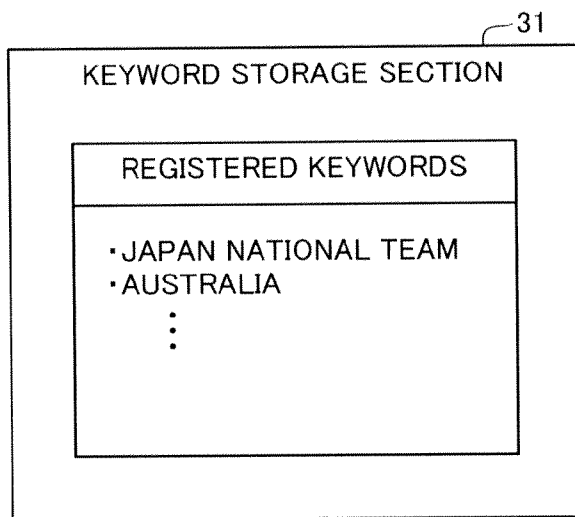 31
KEYWORD STORAGE SECTION
REGISTERED KEYWORDS
・JAPAN NATIONAL TEAM
・AUSTRALIA